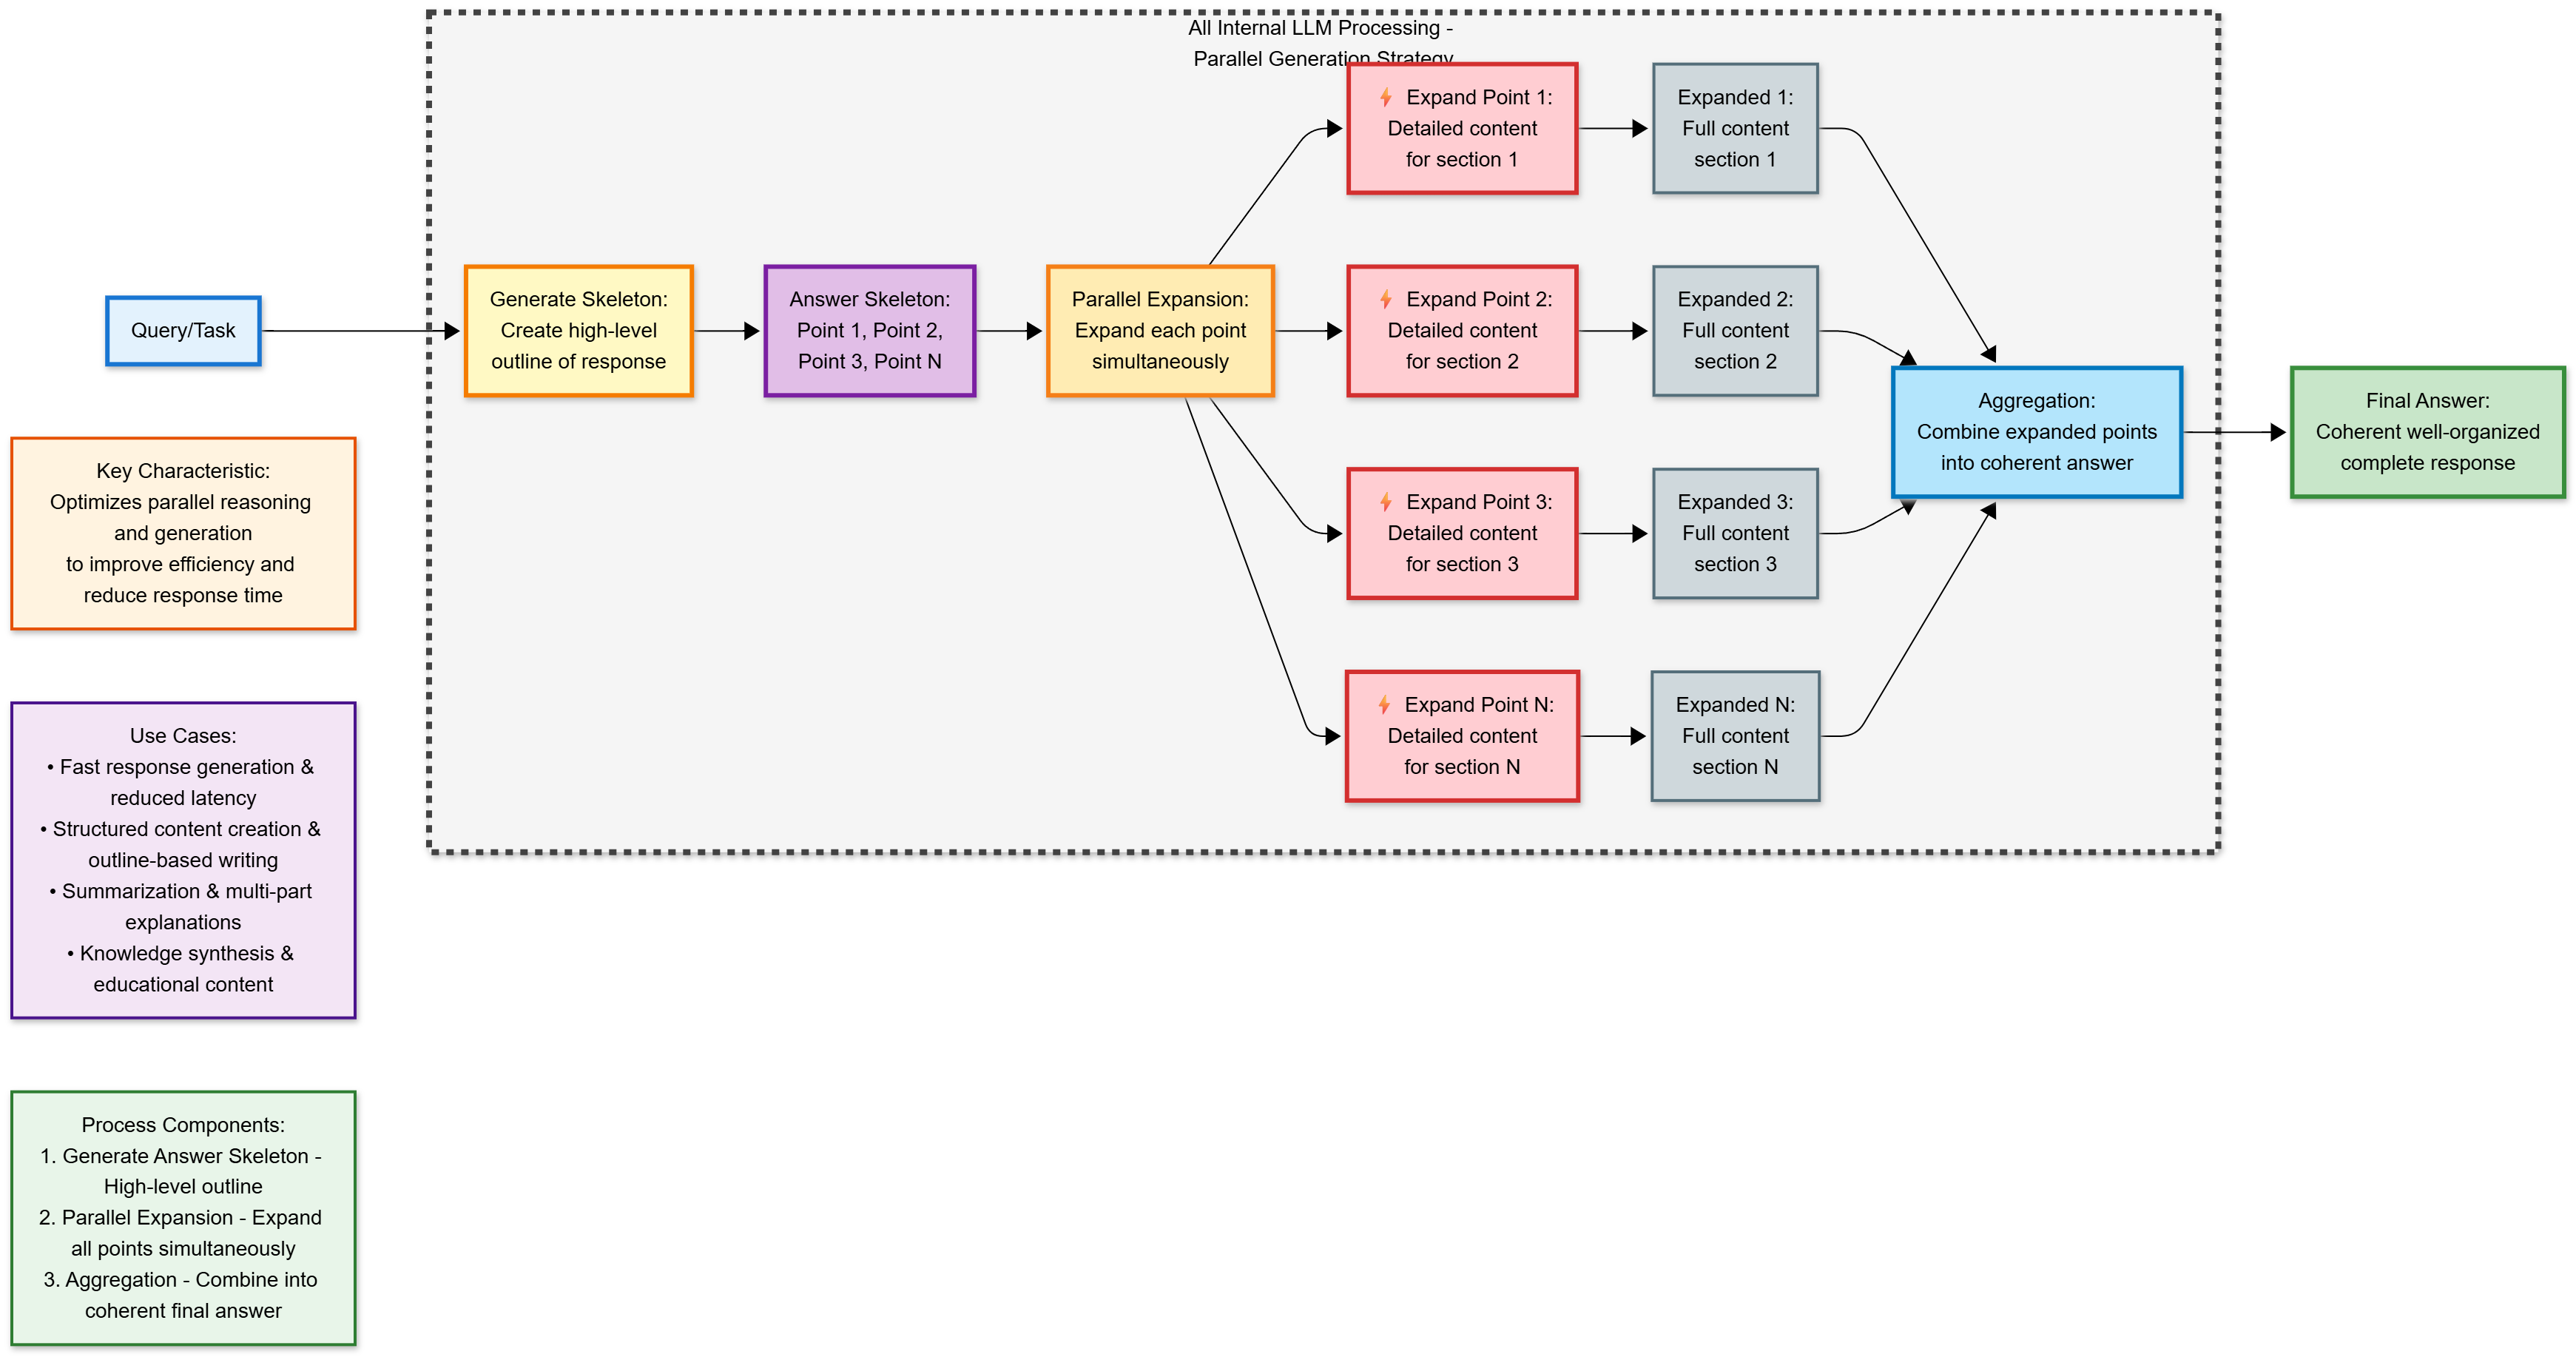 All Internal LLM Processing -
Parallel Generation Strategy
Query/Task
Generate Skeleton:
Create high-level
outline of response
Answer Skeleton:
Point 1, Point 2,
Point 3, Point N
Parallel Expansion:
Expand each point
simultaneously
⚡ Expand Point 1:
Detailed content
for section 1
Expanded 1:
Full content
section 1
⚡ Expand Point 2:
Detailed content
for section 2
Expanded 2:
Full content
section 2
⚡ Expand Point 3:
Detailed content
for section 3
Expanded 3:
Full content
section 3
⚡ Expand Point N:
Detailed content
for section N
Expanded N:
Full content
section N
Aggregation:
Combine expanded points
into coherent answer
Final Answer:
Coherent well-organized
complete response
Key Characteristic:
Optimizes parallel reasoning
and generation
to improve efficiency and
reduce response time
Use Cases:
• Fast response generation &
reduced latency
• Structured content creation &
outline-based writing
• Summarization & multi-part
explanations
• Knowledge synthesis &
educational content
Process Components:
1. Generate Answer Skeleton -
High-level outline
2. Parallel Expansion - Expand
all points simultaneously
3. Aggregation - Combine into
coherent final answer